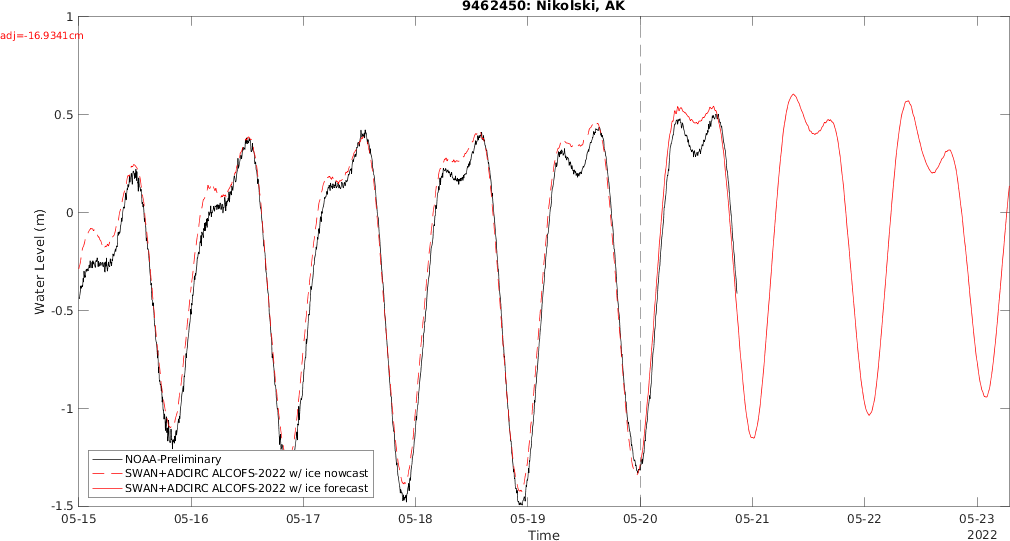 9462450: Nikolski, AK
adj=-16.9341cm
Water Level (m)
1
0.5
0
-0.5
-1
-1.5
NOAA-Preliminary
SWAN+ADCIRC ALCOFS-2022 w/ ice nowcast
SWAN+ADCIRC ALCOFS-2022 w/ ice forecast
05-15 05-16 05-17 05-18 05-19 05-20 05-21 05-22 05-23
Time
2022